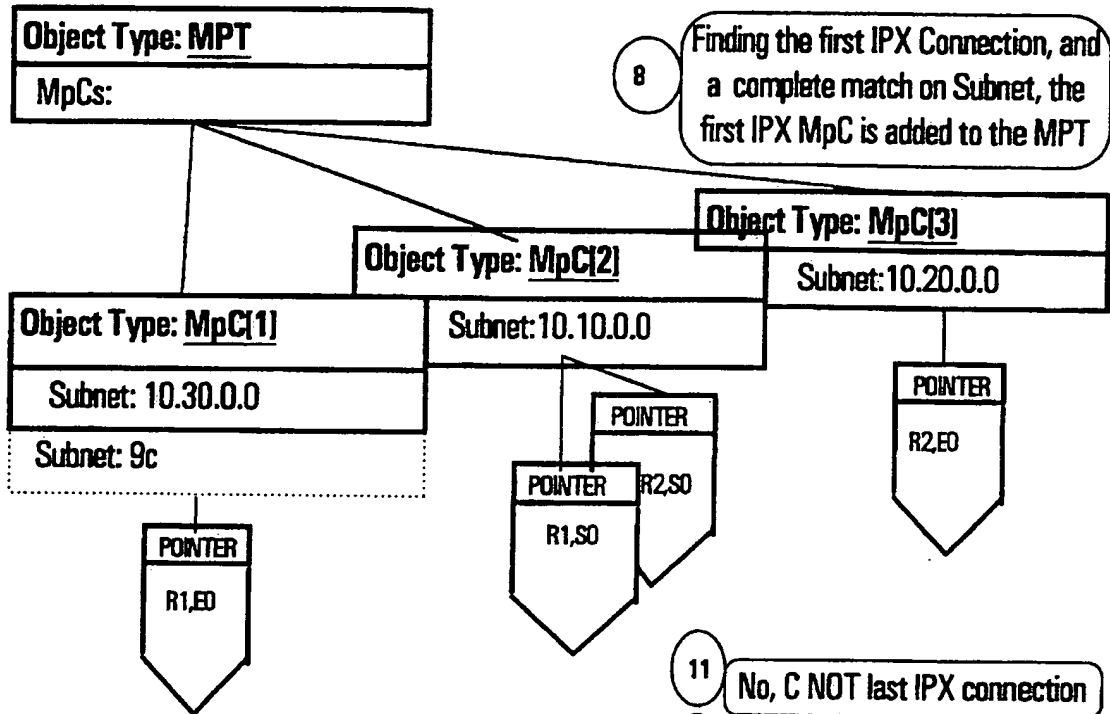 Object Type: MPT
MpCs:
8
Finding the first IPX Connection, and
a complete match on Subnet, the
first IPX MpC is added to the MPT
Object Type: MpC[3]
Subnet:10.20.0.0
Object Type: MpC[2]
Subnet:10.10.0.0
Object Type: MpC[1]
Subnet: 10.30.0.0
Subnet: 9c
POINTER
R2,E0
POINTER
R2,S0
POINTER
R1,S0
POINTER
R1,E0
11
No, C NOT last IPX connection